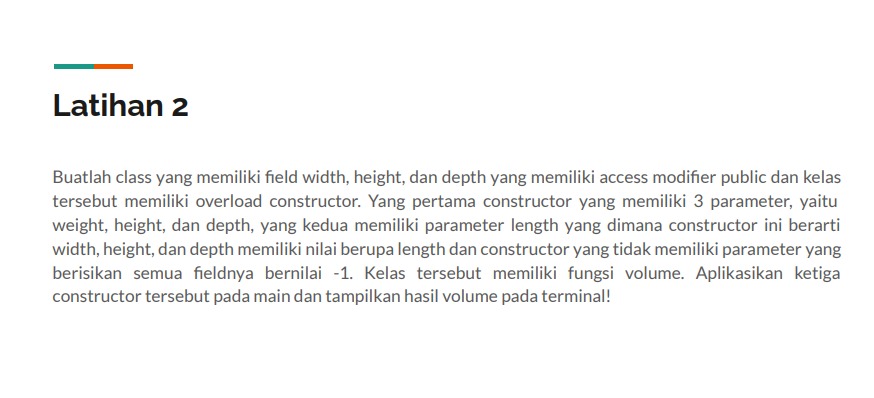 Latihan 2
Buatlah class yang memiliki field width, height, dan depth yang memiliki access modifier public dan kelas
tersebut memiliki overload constructor. Yang pertama constructor yang memiliki 3 parameter, yaitu
weight, height, dan depth, yang kedua memiliki parameter length yang dimana constructor ini berarti
width, height, dan depth memiliki nilai berupa length dan constructor yang tidak memiliki parameter yang
berisikan semua fieldnya bernilai -1. Kelas tersebut memiliki fungsi volume. Aplikasikan ketiga
constructor tersebut pada main dan tampilkan hasil volume pada terminal!